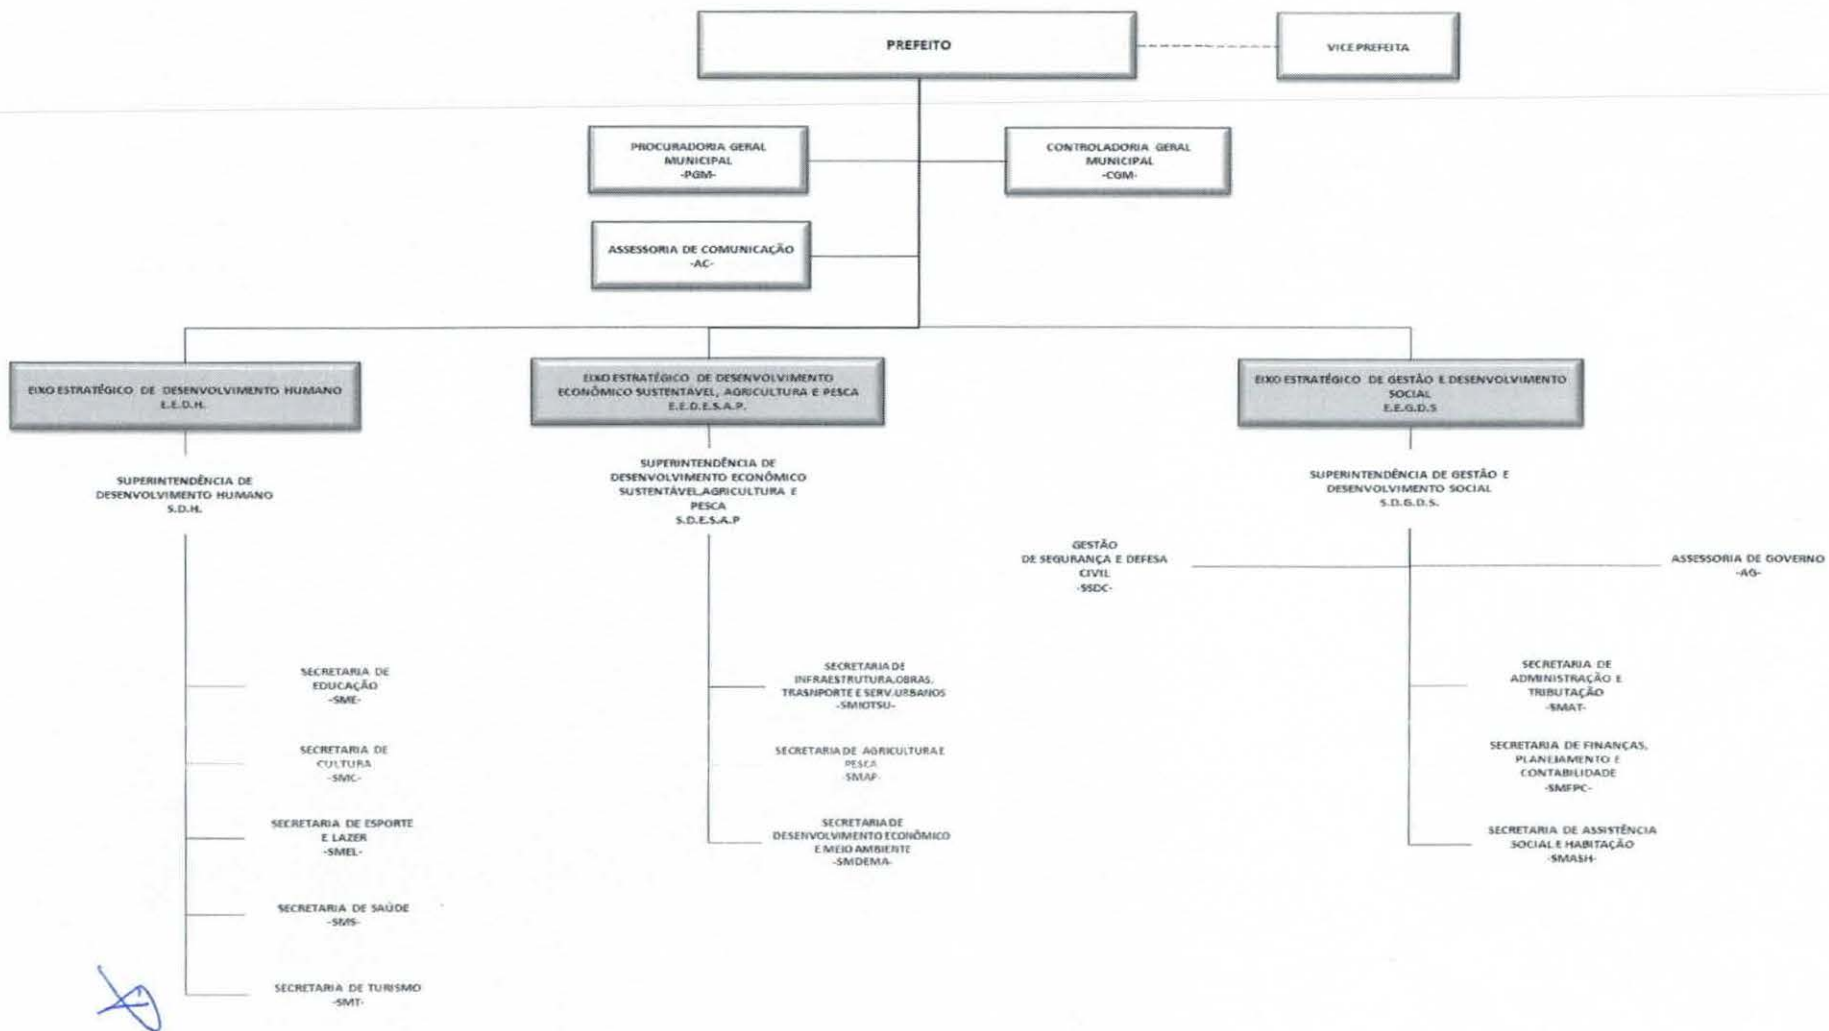 PREFEITO
VICEPREFEITA
PROCURADORIA GERAL
MUNICIPAL
-PGM-
CONTROLADORIA GERAL
MUNICIPAL
-CGM-
ASSESSORIA DE COMUNICAÇÃO
-AC-
EIXO ESTRATÉGICO DE DESENVOLVIMENTO HUMANO
E.E.D.H.
EIXO ESTRATÉGICO DE DESENVOLVIMENTO
ECONÔMICO SUSTENTAVEL, AGRICULTURA E PESCA
E.E.D.E.S.A.P.
EIXO ESTRATÉGICO DE GESTÃO E DESENVOLVIMENTO
SOCIAL
E.E.G.D.S
SUPERINTENDÊNCIA DE
DESENVOLVIMENTO HUMANO
S.D.H.
SUPERINTENDÊNCIA DE
DESENVOLVIMENTO ECONÔMICO
SUSTENTÁVEL,AGRICULTURA E
PESCA
S.D.E.S.A.P
SUPERINTENDÊNCIA DE GESTÃO E
DESENVOLVIMENTO SOCIAL
S.D.G.D.S.
GESTÃO
DE SEGURANÇA E DEFESA
CIVIL
-SSDC-
ASSESSORIA DE GOVERNO
-AG-
SECRETARIA DE
EDUCAÇÃO
-SME-
SECRETARIA DE
CULTURA
-SMC-
SECRETARIA DE ESPORTE
E LAZER
-SMEL-
SECRETARIA DE SAÚDE
-SMS-
SECRETARIA DE TURISMO
-SMT-
SECRETARIA DE
INFRAESTRUTURA,OBRAS,
TRASNPORTE E SERV.URBANOS
-SMIOTSU-
SECRETARIA DE AGRICULTURA E
PESCA
-SMAP-
SECRETARIA DE
DESENVOLVIMENTO ECONÔMICO
E MEIO AMBIENTE
-SMDEMA-
SECRETARIA DE
ADMINISTRAÇÃO E
TRIBUTAÇÃO
-SMAT-
SECRETARIA DE FINANÇAS,
PLANEJAMENTO E
CONTABILIDADE
-SMFPC-
SECRETARIA DE ASSISTÊNCIA
SOCIAL E HABITAÇÃO
-SMASH-